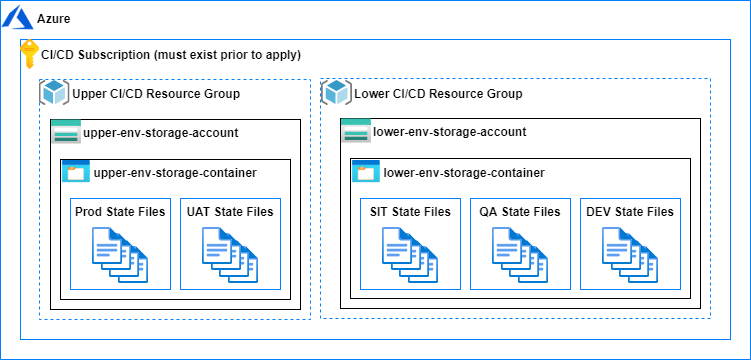 Azure
CI/CD Subscription (must exist prior to apply)
Upper CI/CD Resource Group
upper-env-storage-account
upper-env-storage-container
Prod State Files
UAT State Files
Lower CI/CD Resource Group
lower-env-storage-account
lower-env-storage-container
SIT State Files
QA State Files
DEV State Files